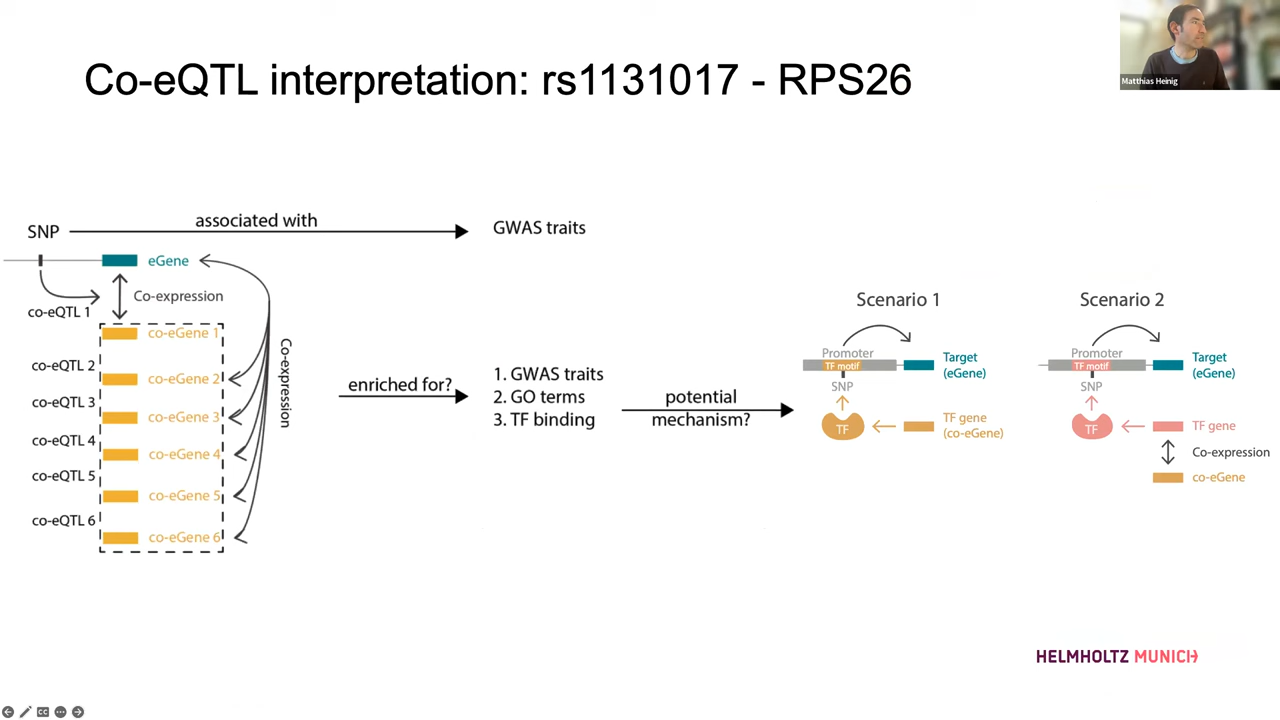 Co-eQTL interpretation: rs1131017 - RPS26
Matthias Heinig
SNP
associated with
GWAS traits
eGene
Co-expression
co-eQTL 1
co-eGene 1
co-eQTL 2
co-eGene 2
co-eQTL 3
co-eGene 3
co-eQTL 4
co-eGene 4
co-eQTL 5
co-eGene 5
co-eQTL 6
co-eGene 6
Co-expression
enriched for?
1. GWAS traits
2. GO terms
3. TF binding
potential
mechanism?
Scenario 1
Promoter
TF motif
SNP
Target
(eGene)
TF
TF gene
(co-eGene)
Scenario 2
Promoter
TF motif
SNP
Target
(eGene)
TF
TF gene
Co-expression
co-eGene
HELMHOLTZ MUNICH
CC